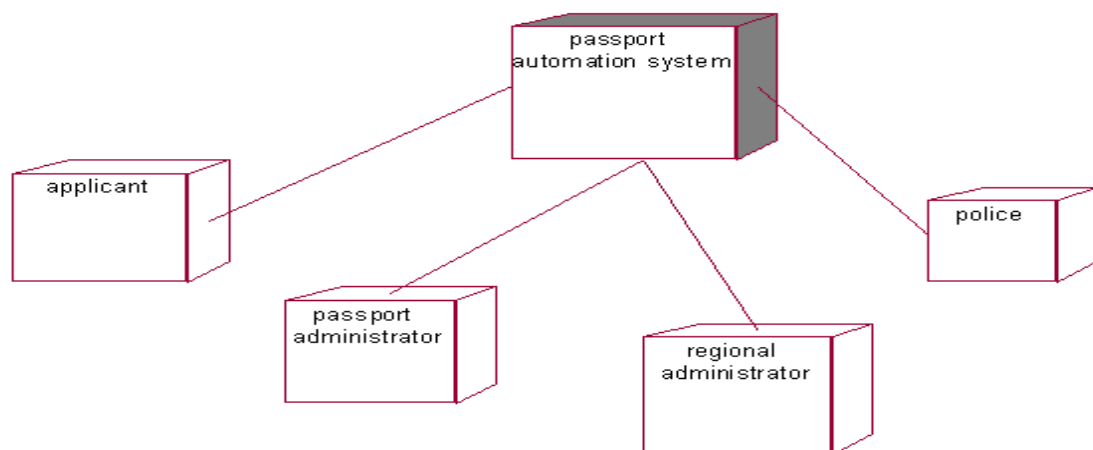 passport
automation system
applicant
police
passport
administrator
regional
administrator